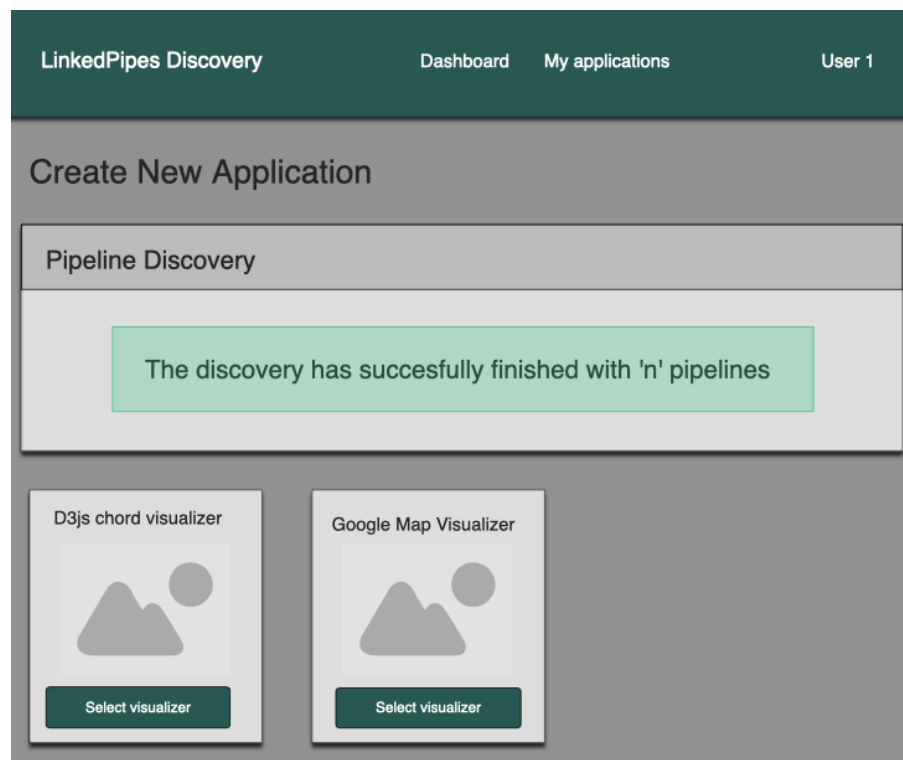 LinkedPipes Discovery Dashboard My applications User 1
Create New Application
Pipeline Discovery
The discovery has succesfully finished with 'n' pipelines
D3js chord visualizer
Google Map Visualizer
Select visualizer
Select visualizer